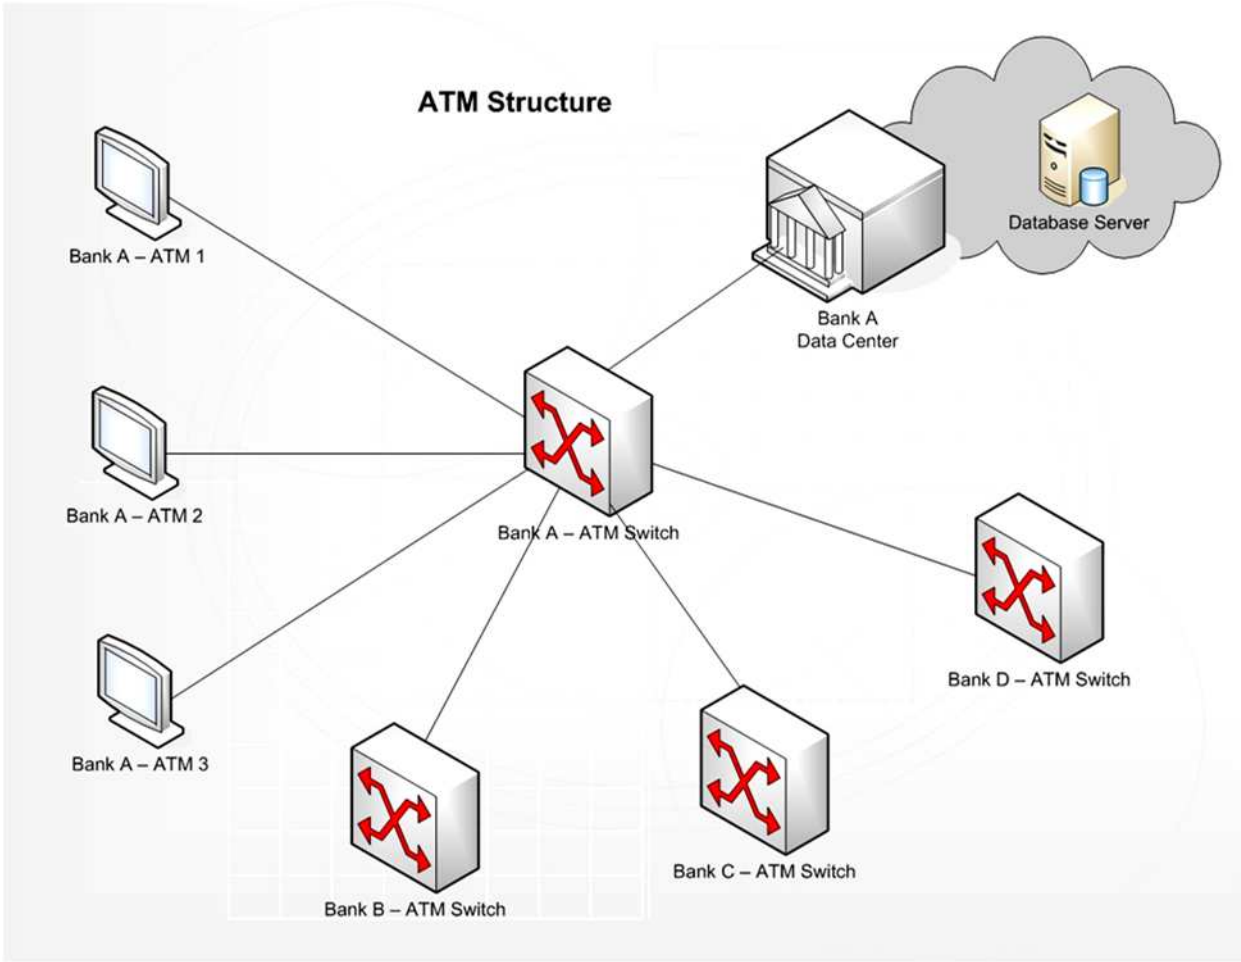 ATM Structure
Database Server
Bank A – ATM 1
Bank A
Data Center
Bank A – ATM 2
Bank A – ATM Switch
Bank D – ATM Switch
Bank A – ATM 3
Bank C – ATM Switch
Bank B – ATM Switch